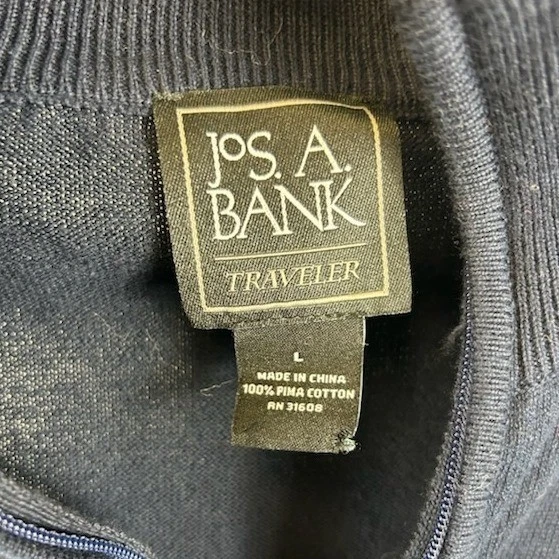 JOS. A.
BANK
TRAVELER
L
MADE IN CHINA
100% PIMA COTTON
RN 31608